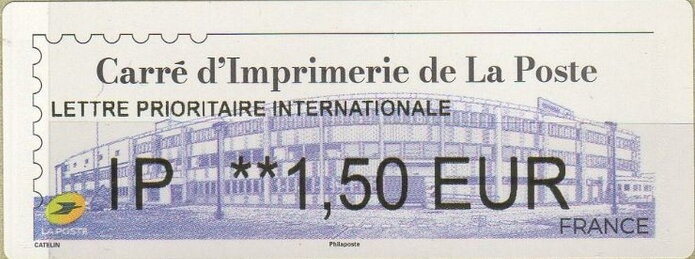 Carré d'Imprimerie de La Poste
LETTRE PRIORITAIRE INTERNATIONALE
IP **1,50 EUR
LA POSTE
FRANCE
CATELIN
Philaposte